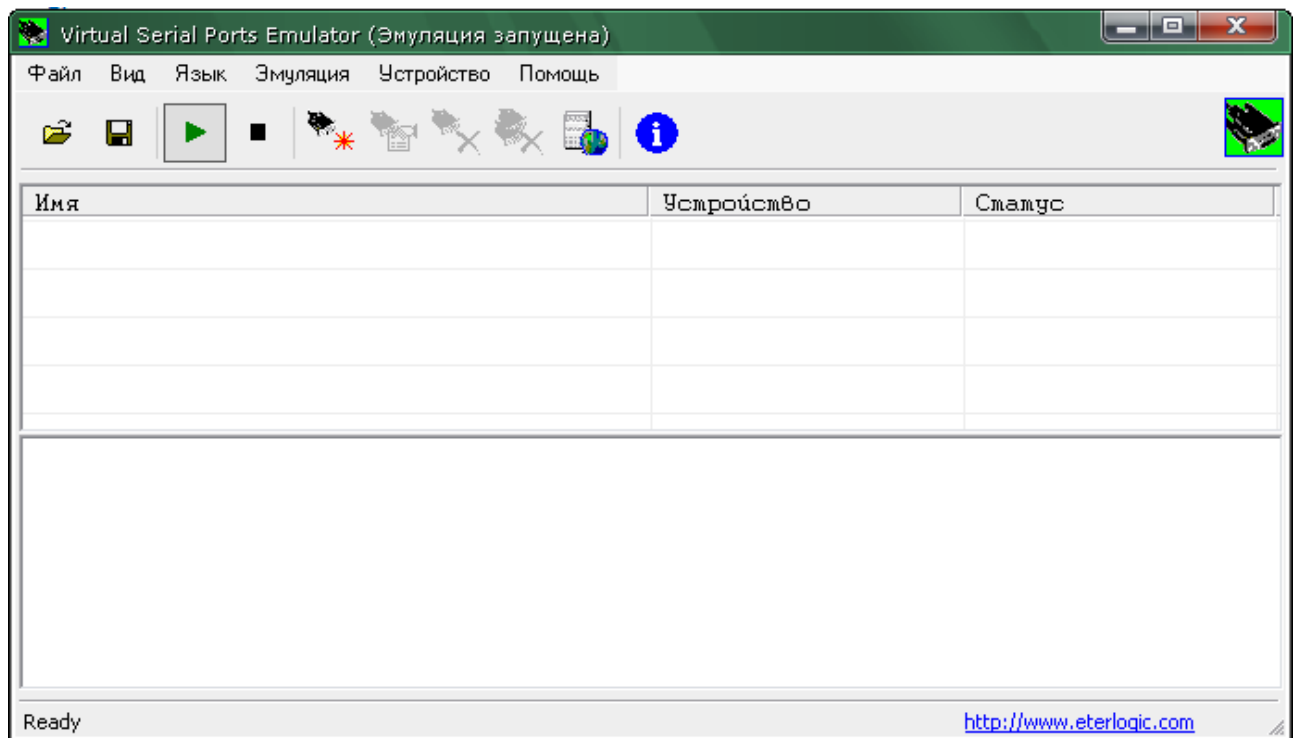 Virtual Serial Ports Emulator (Эмуляция запущена)
Файл Вид Язык Эмуляция Устройство Помощь
Имя Устройство Статус
Ready http://www.eterlogic.com